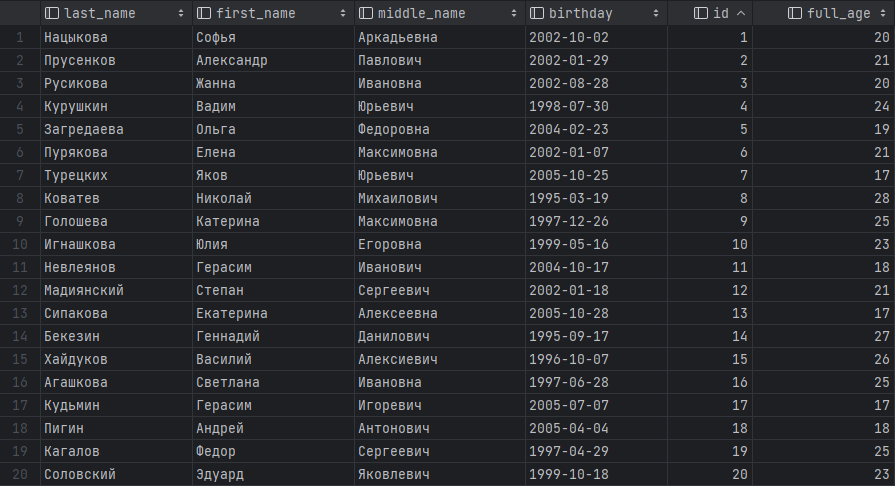 last_name first_name middle_name birthday id full_age
1 Нацыкова Софья Аркадьевна 2002-10-02 1 20
2 Прусенков Александр Павлович 2002-01-29 2 21
3 Русикова Жанна Ивановна 2002-08-28 3 20
4 Курушкин Вадим Юрьевич 1998-07-30 4 24
5 Загредаева Ольга Федоровна 2004-02-23 5 19
6 Пурякова Елена Максимовна 2002-01-07 6 21
7 Турецких Яков Юрьевич 2005-10-25 7 17
8 Коватев Николай Михаилович 1995-03-19 8 28
9 Голошева Катерина Максимовна 1997-12-26 9 25
10 Игнашкова Юлия Егоровна 1999-05-16 10 23
11 Невлеянов Герасим Иванович 2004-10-17 11 18
12 Мадиянский Степан Сергеевич 2002-01-18 12 21
13 Сипакова Екатерина Алексеевна 2005-10-28 13 17
14 Бекезин Геннадий Данилович 1995-09-17 14 27
15 Хайдуков Василий Алексиевич 1996-10-07 15 26
16 Агашкова Светлана Ивановна 1997-06-28 16 25
17 Кудьмин Герасим Игоревич 2005-07-07 17 17
18 Пигин Андрей Антонович 2005-04-04 18 18
19 Кагалов Федор Сергеевич 1997-04-29 19 25
20 Соловский Эдуард Яковлевич 1999-10-18 20 23